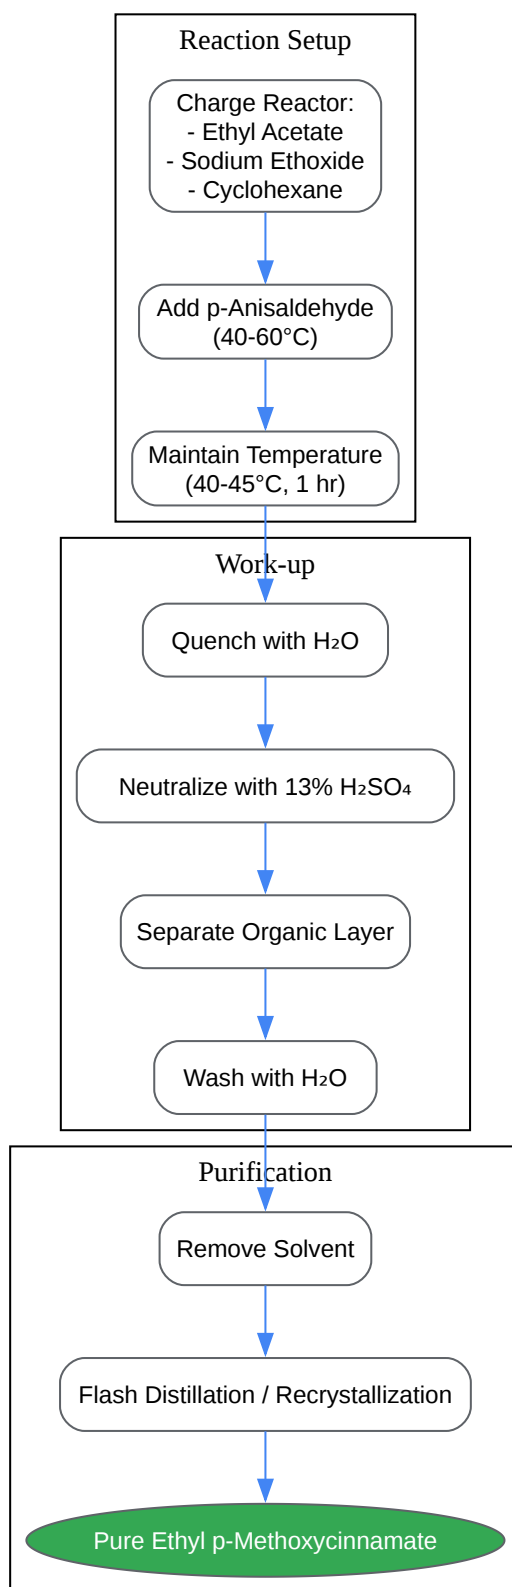 Reaction Setup
Charge Reactor:
- Ethyl Acetate
- Sodium Ethoxide
- Cyclohexane
Add p-Anisaldehyde
(40-60°C)
Maintain Temperature
(40-45°C, 1 hr)
Work-up
Quench with H₂O
Neutralize with 13% H₂SO₄
Separate Organic Layer
Wash with H₂O
Purification
Remove Solvent
Flash Distillation / Recrystallization
Pure Ethyl p-Methoxycinnamate